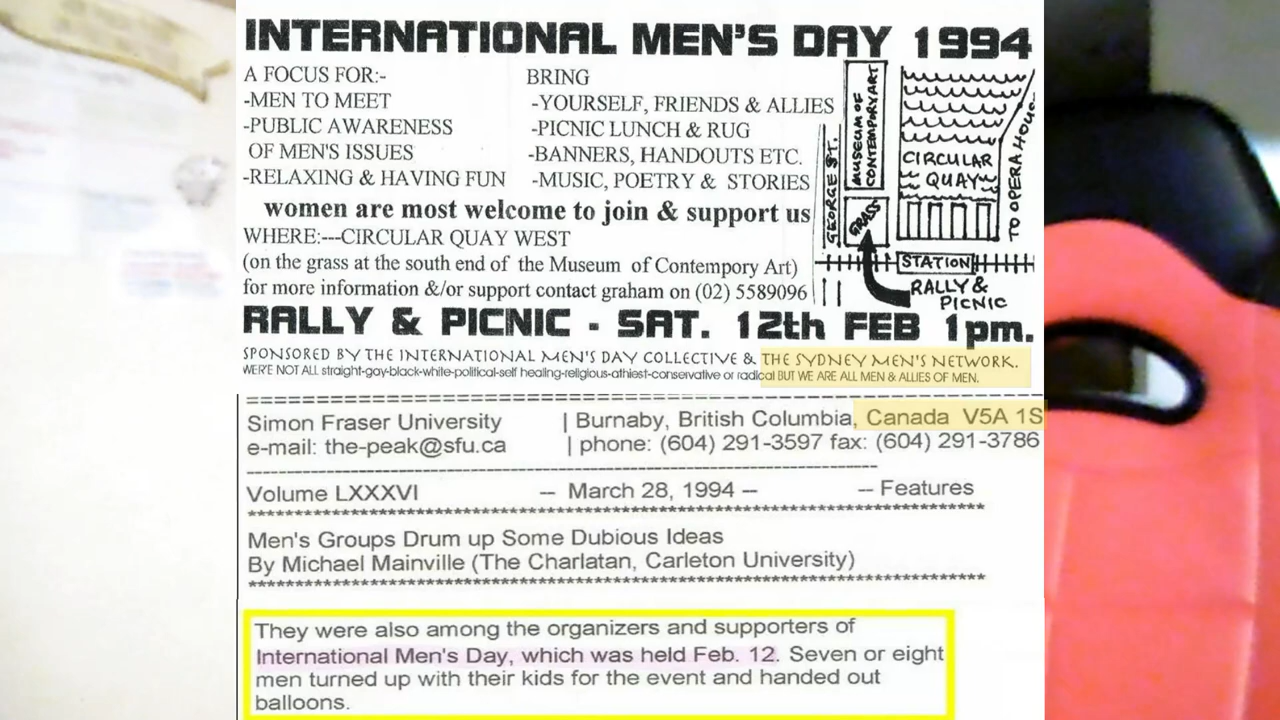 INTERNATIONAL MEN'S DAY 1994
A FOCUS FOR:-
-MEN TO MEET
-PUBLIC AWARENESS
OF MEN'S ISSUES
-RELAXING & HAVING FUN
BRING
-YOURSELF, FRIENDS & ALLIES
-PICNIC LUNCH & RUG
-BANNERS, HANDOUTS ETC.
-MUSIC, POETRY & STORIES
women are most welcome to join & support us
WHERE:---CIRCULAR QUAY WEST
(on the grass at the south end of the Museum of Contempory Art)
for more information &/or support contact graham on (02) 5589096
GEORGE ST.
MUSEUM OF
CONTEMPORY ART
GRASS
CIRCULAR
QUAY
TO OPERA HOUSE
STATION
RALLY &
PICNIC
RALLY & PICNIC - SAT. 12th FEB 1pm.
SPONSORED BY THE INTERNATIONAL MEN'S DAY COLLECTIVE & THE SYDNEY MEN'S NETWORK.
WE'RE NOT ALL straight-gay-black-white-political-self healing-religious-athiest-conservative or radical BUT WE ARE ALL MEN & ALLIES OF MEN.
Simon Fraser University | Burnaby, British Columbia, Canada V5A 1S
e-mail: the-peak@sfu.ca | phone: (604) 291-3597 fax: (604) 291-3786
Volume LXXXVI -- March 28, 1994 -- -- Features
Men's Groups Drum up Some Dubious Ideas
By Michael Mainville (The Charlatan, Carleton University)
They were also among the organizers and supporters of
International Men's Day, which was held Feb. 12. Seven or eight
men turned up with their kids for the event and handed out
balloons.